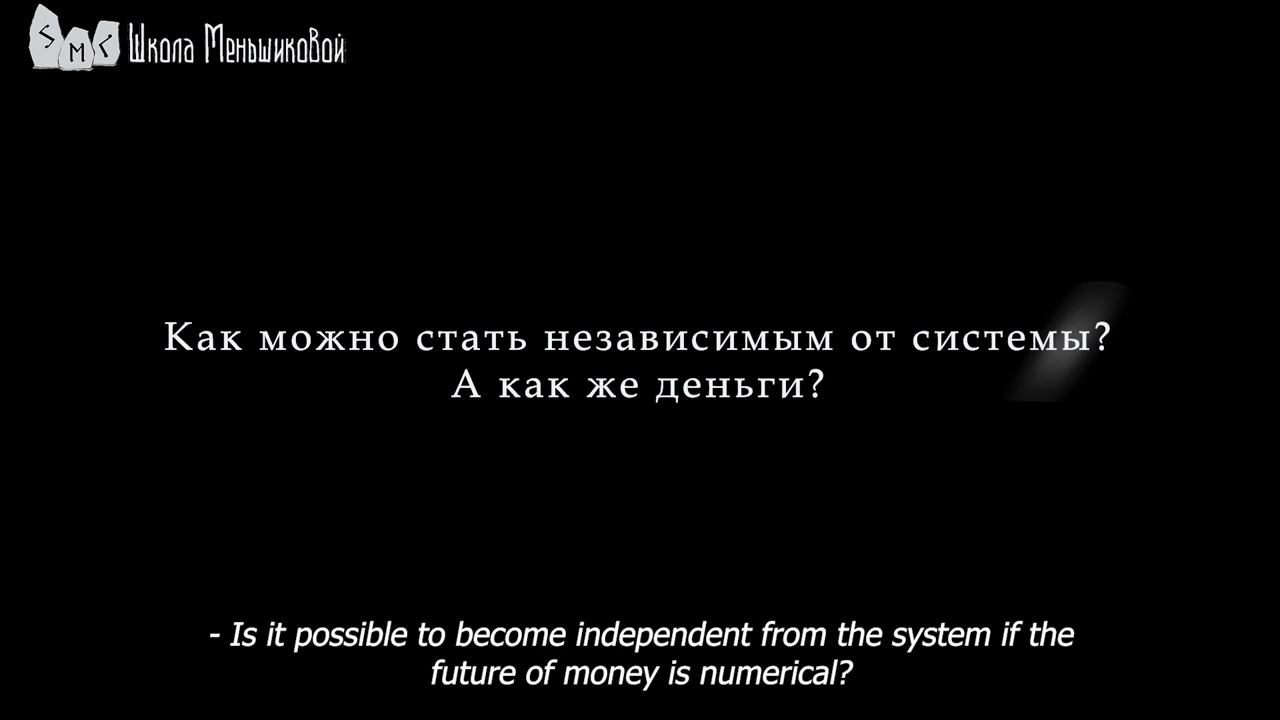 SMS Школа Меньшиковой
Как можно стать независимым от системы?
А как же деньги?
- Is it possible to become independent from the system if the
future of money is numerical?